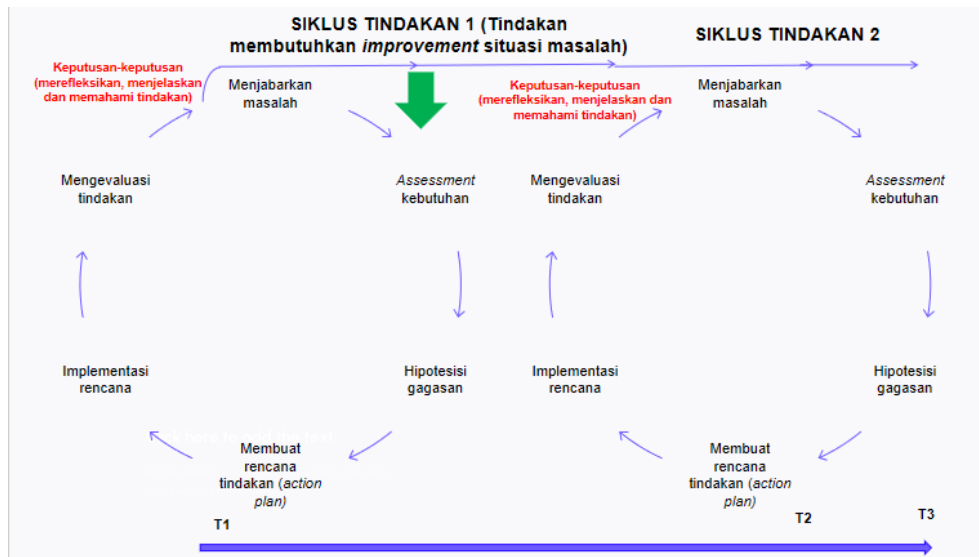 SIKLUS TINDAKAN 1 (Tindakan
membutuhkan improvement situasi masalah)
SIKLUS TINDAKAN 2
Keputusan-keputusan
(merefleksikan, menjelaskan
dan memahami tindakan)
Menjabarkan
masalah
Keputusan-keputusan
(merefleksikan, menjelaskan dan
memahami tindakan)
Menjabarkan
masalah
Mengevaluasi
tindakan
Assessment
kebutuhan
Mengevaluasi
tindakan
Assessment
kebutuhan
Implementasi
rencana
Hipotesisi
gagasan
Implementasi
rencana
Hipotesisi
gagasan
Membuat
rencana
tindakan (action
plan)
Membuat
rencana
tindakan (action
plan)
T1
T2
T3